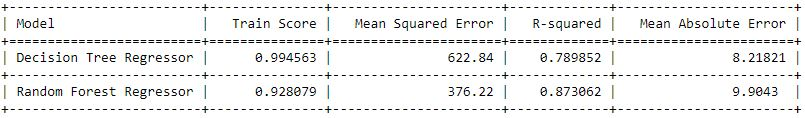 Model Train Score Mean Squared Error R-squared Mean Absolute Error
Decision Tree Regressor 0.994563 622.84 0.789852 8.21821
Random Forest Regressor 0.928079 376.22 0.873062 9.9043